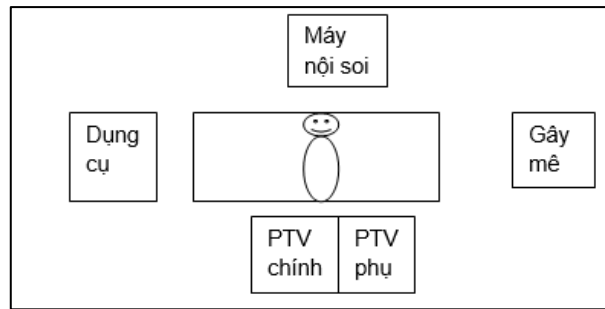 Máy
nội soi
Dụng
cụ
Gây
mê
PTV
chính
PTV
phụ